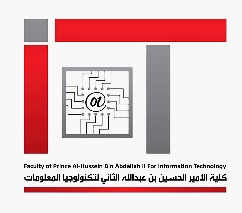 oi
Faculty of Prince Al-Hussein Bin Abdallah II For Information Technology
كلية الأمير الحسين بن عبدالله الثاني لتكنولوجيا المعلومات